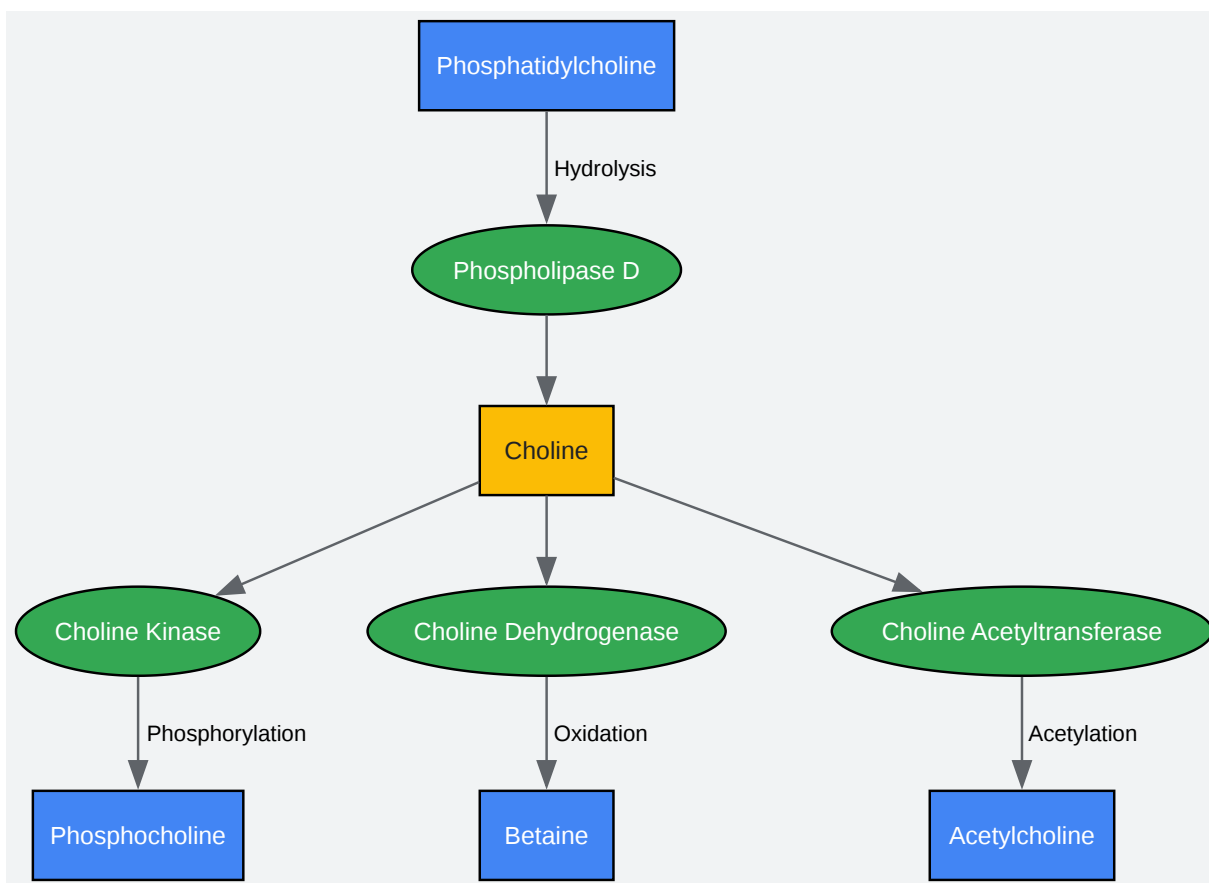 Phosphatidylcholine
Hydrolysis
Phospholipase D
Choline
Choline Kinase
Choline Dehydrogenase
Choline Acetyltransferase
Phosphorylation
Oxidation
Acetylation
Phosphocholine
Betaine
Acetylcholine